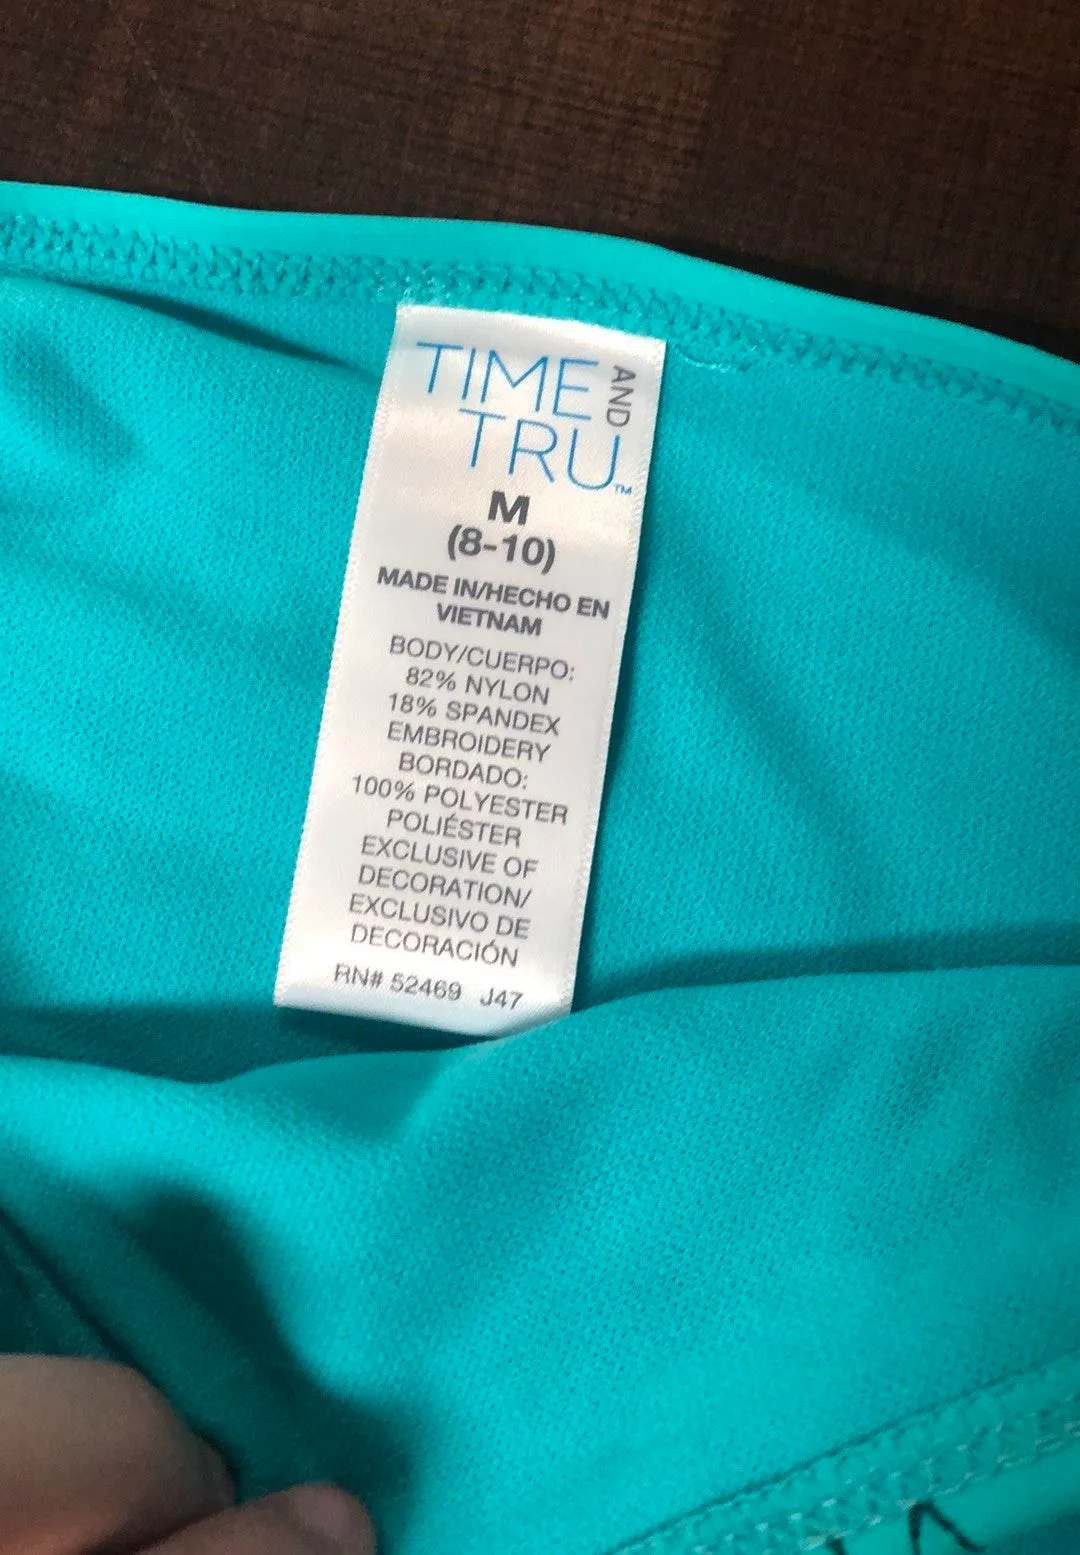 TIME AND
TRU™
M
(8-10)
MADE IN/HECHO EN
VIETNAM
BODY/CUERPO:
82% NYLON
18% SPANDEX
EMBROIDERY
BORDADO:
100% POLYESTER
POLIÉSTER
EXCLUSIVE OF
DECORATION/
EXCLUSIVO DE
DECORACIÓN
RN# 52469 J47